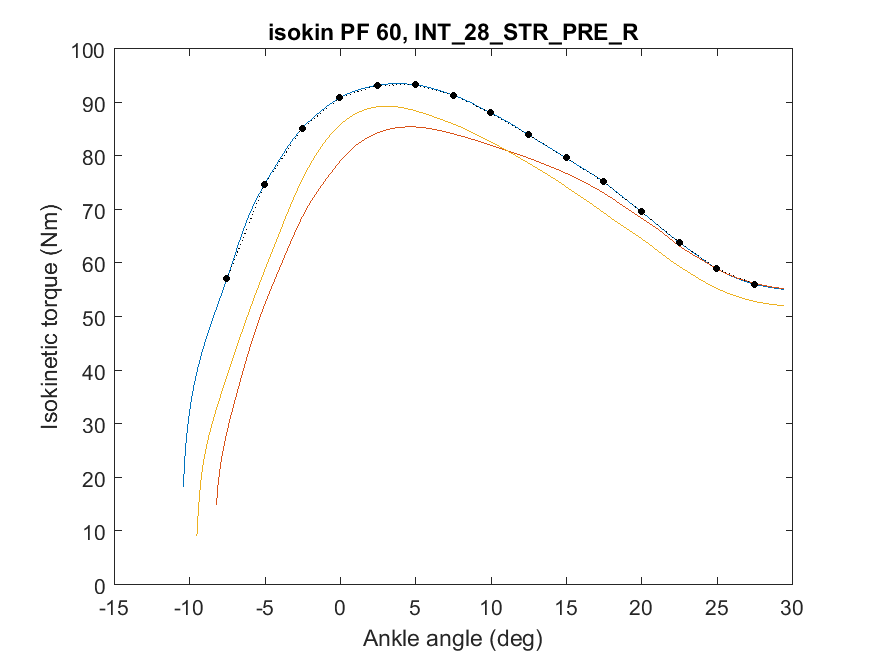 isokin PF 60, INT_28_STR_PRE_R
100
90
80
70
60
50
40
30
20
10
0
Isokinetic torque (Nm)
-15 -10 -5 0 5 10 15 20 25 30
Ankle angle (deg)